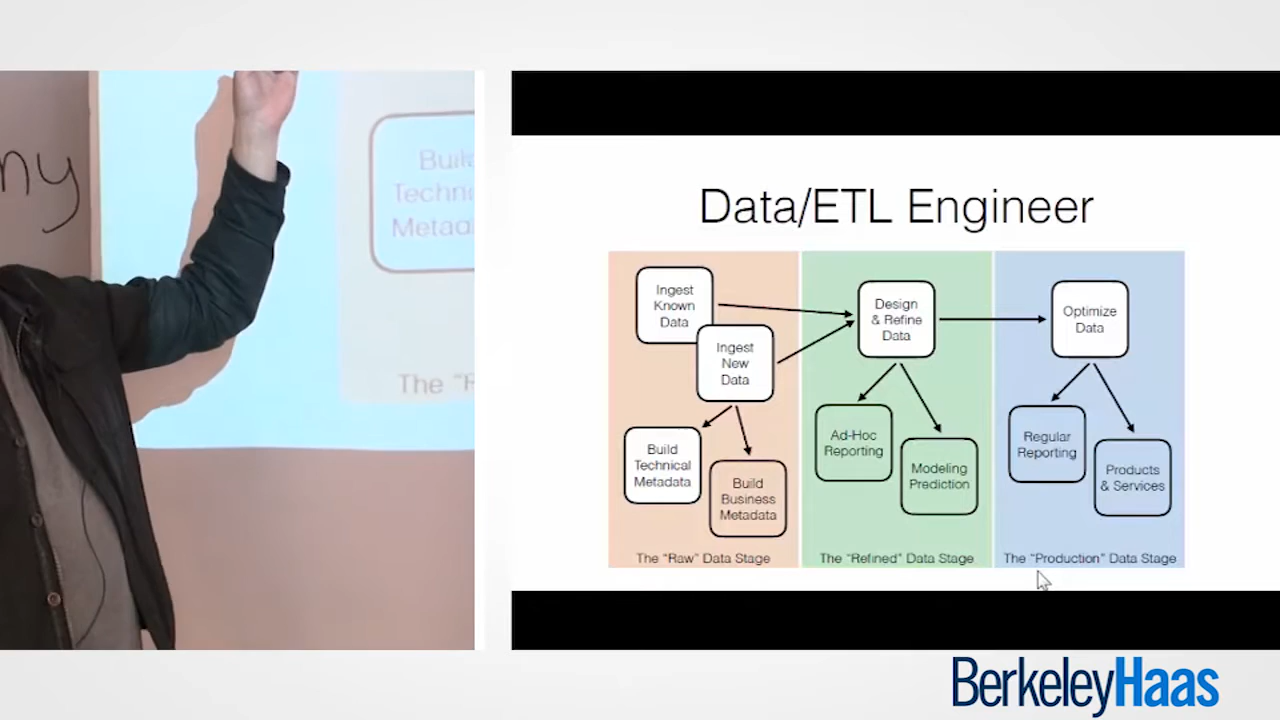 ny
Build
Techni
Metad
The "R
Data/ETL Engineer
Ingest
Known
Data
Ingest
New
Data
Build
Technical
Metadata
Build
Business
Metadata
The "Raw" Data Stage
Design
& Refine
Data
Ad-Hoc
Reporting
Modeling
Prediction
The "Refined" Data Stage
Optimize
Data
Regular
Reporting
Products
& Services
The "Production" Data Stage
BerkeleyHaas